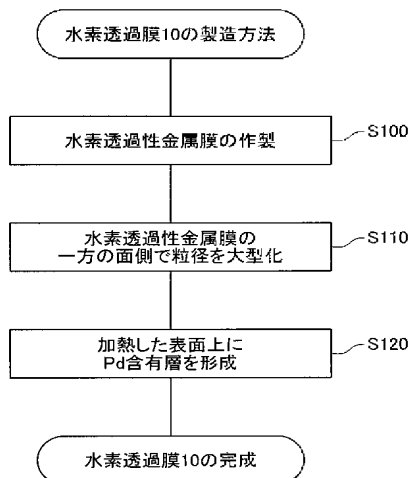 水素透過膜10の製造方法
水素透過性金属膜の作製
S100
水素透過性金属膜の
一方の面側で粒径を大型化
S110
加熱した表面上に
Pd含有層を形成
S120
水素透過膜10の完成